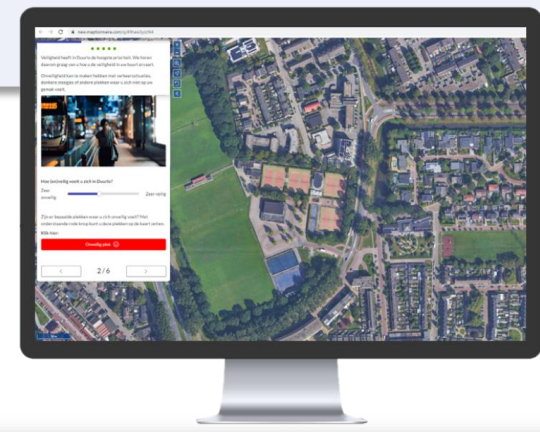 Veiligheid heeft in Duurlo de hoogste prioriteit. We horen
daarom graag van u hoe u de veiligheid in uw buurt ervaart.
Onveiligheid kan te maken hebben met verkeerssituaties,
donkere steegjes of andere plekken waar u zich niet op uw
gemak voelt.
Hoe (on)veilig voelt u zich in Duurlo?
Zeer
onveilig
Zeer veilig
Zijn er bepaalde plekken waar u zich onveilig voelt? Met
onderstaande rode knop kunt u deze plekken op de kaart zetten.
Klik hier:
Onveilig plek
<
2 / 6
>